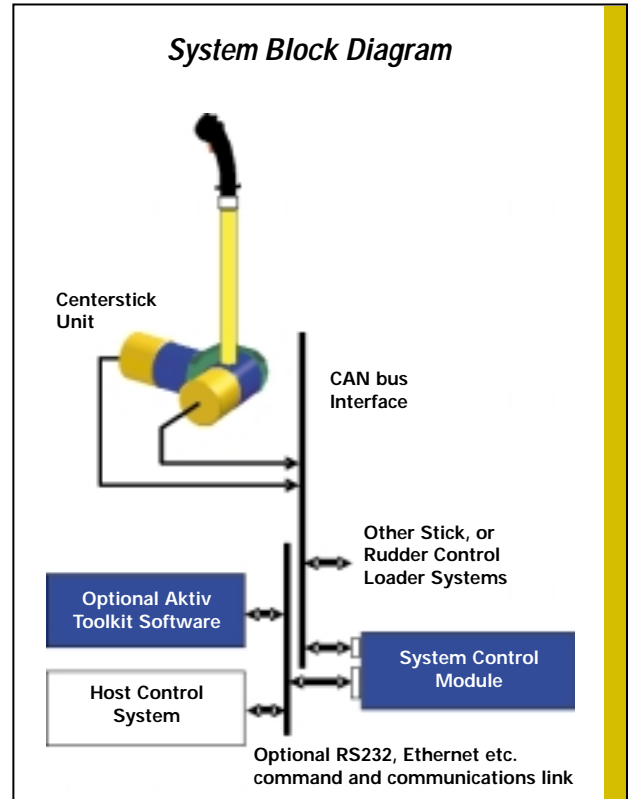 System Block Diagram
Centerstick
Unit
CAN bus
Interface
Other Stick, or
Rudder Control
Loader Systems
Optional Aktiv
Toolkit Software
System Control
Module
Host Control
System
Optional RS232, Ethernet etc.
command and communications link